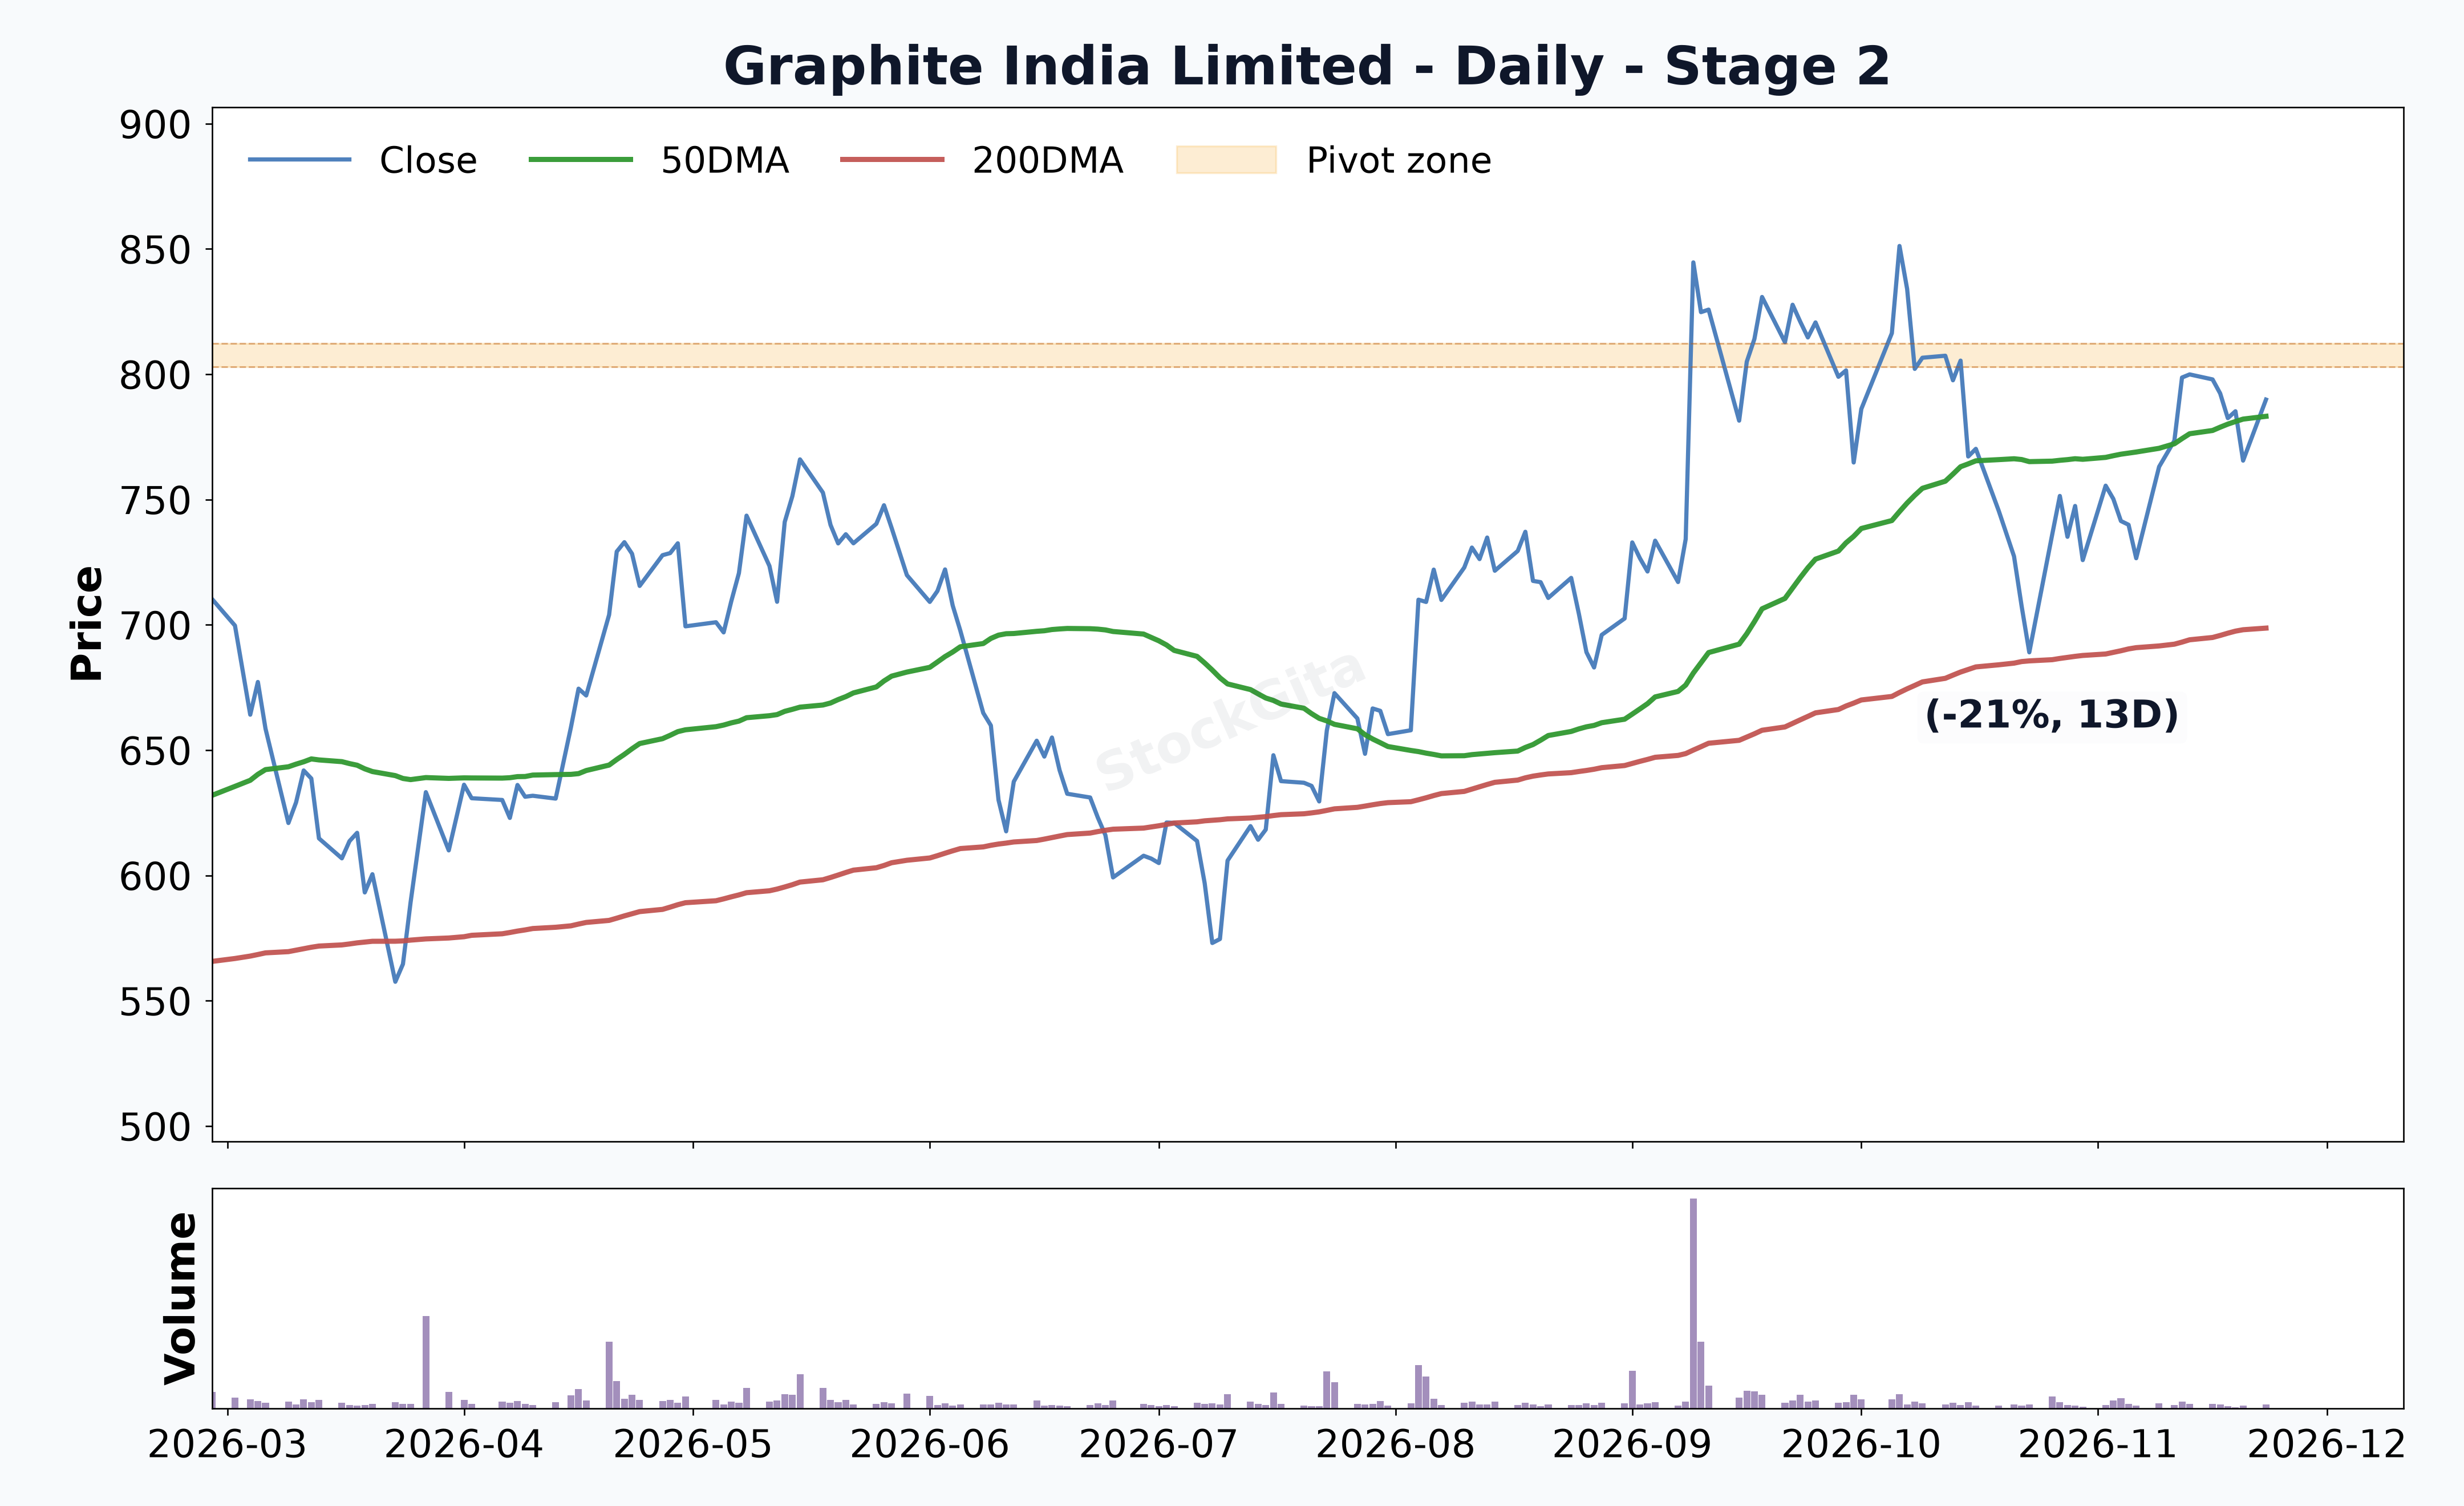 Graphite India Limited - Daily - Stage 2
Close 50DMA 200DMA Pivot zone
900
850
800
750
700
650
600
550
500
Price
StockGita
(-21%, 13D)
Volume
2026-03 2026-04 2026-05 2026-06 2026-07 2026-08 2026-09 2026-10 2026-11 2026-12